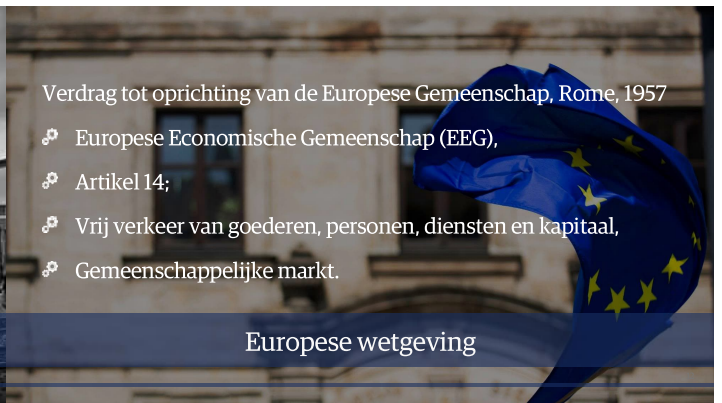 Verdrag tot oprichting van de Europese Gemeenschap, Rome, 1957
Europese Economische Gemeenschap (EEG),
Artikel 14;
Vrij verkeer van goederen, personen, diensten en kapitaal,
Gemeenschappelijke markt.
Europese wetgeving